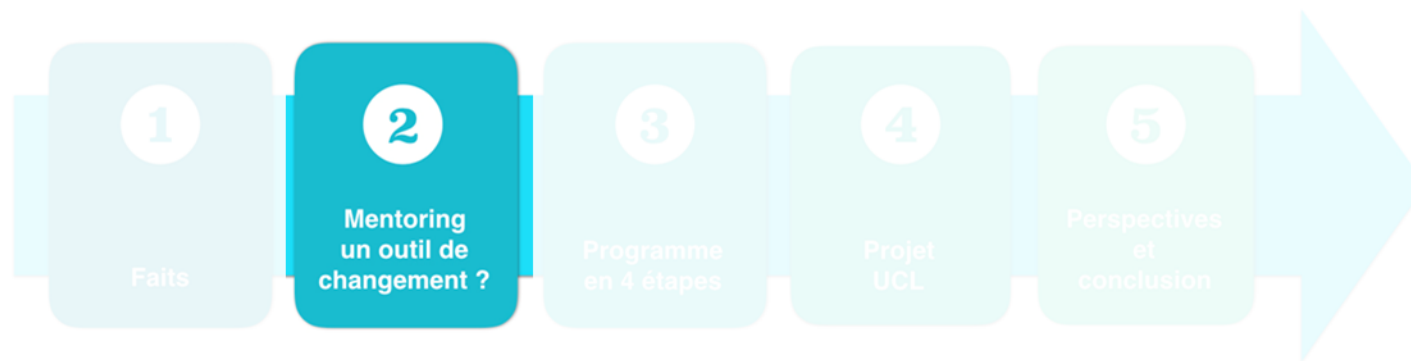 1
Faits
2
Mentoring
un outil de
changement ?
3
Programme
en 4 étapes
4
Projet
UCL
5
Perspectives
et
conclusion